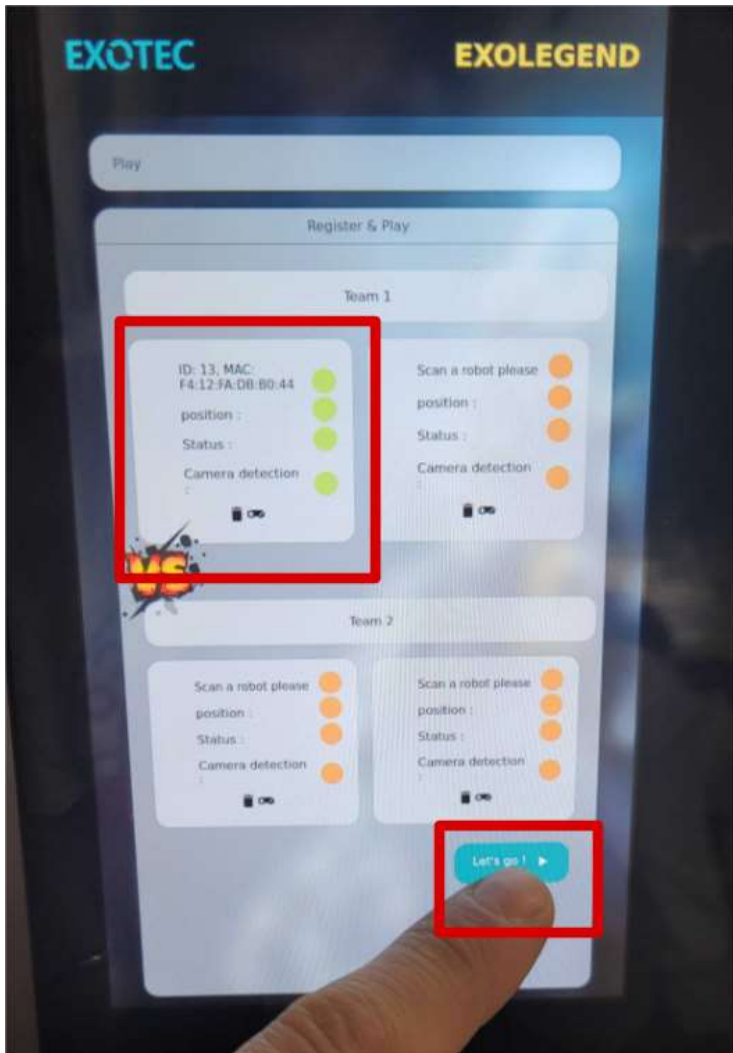 EXOTEC
EXOLEGEND
Play
Register & Play
Team 1
ID: 13, MAC:
F4:12:FA:DB:B0:44
position :
Status :
Camera detection
:
Scan a robot please
position :
Status :
Camera detection
:
VS
Team 2
Scan a robot please
position :
Status :
Camera detection
:
Scan a robot please
position :
Status :
Camera detection
:
Let's go !